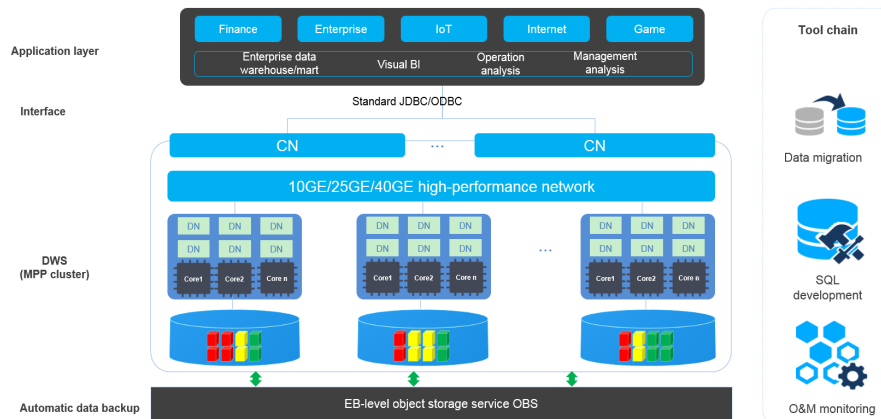 Application layer
Finance
Enterprise
IoT
Internet
Game
Enterprise data
warehouse/mart
Visual BI
Operation
analysis
Management
analysis
Interface
Standard JDBC/ODBC
CN
...
CN
10GE/25GE/40GE high-performance network
DWS
(MPP cluster)
DN DN DN
DN DN DN
Core1 Core2 Core n
DN DN DN
DN DN DN
Core1 Core2 Core n
...
DN DN DN
DN DN DN
Core1 Core2 Core n
Automatic data backup
EB-level object storage service OBS
Tool chain
Data migration
SQL
development
O&M monitoring